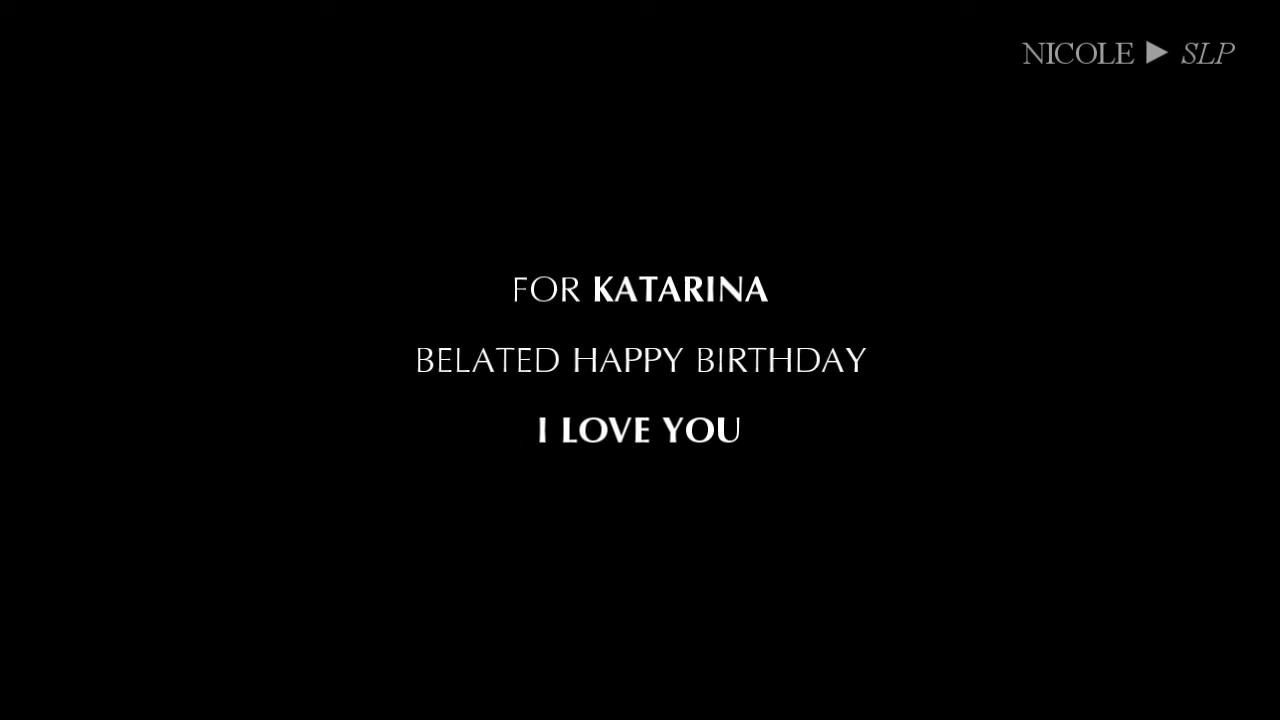 NICOLE ▶ SLP
FOR KATARINA
BELATED HAPPY BIRTHDAY
I LOVE YOU